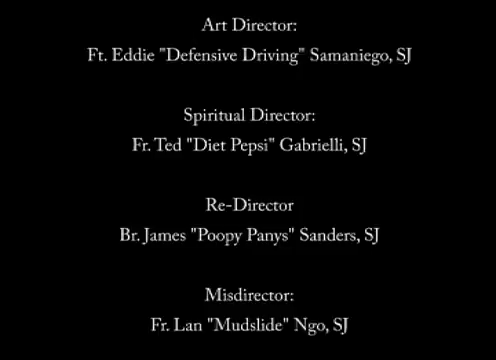 Art Director:
Ft. Eddie "Defensive Driving" Samaniego, SJ
Spiritual Director:
Fr. Ted "Diet Pepsi" Gabrielli, SJ
Re-Director
Br. James "Poopy Panys" Sanders, SJ
Misdirector:
Fr. Lan "Mudslide" Ngo, SJ